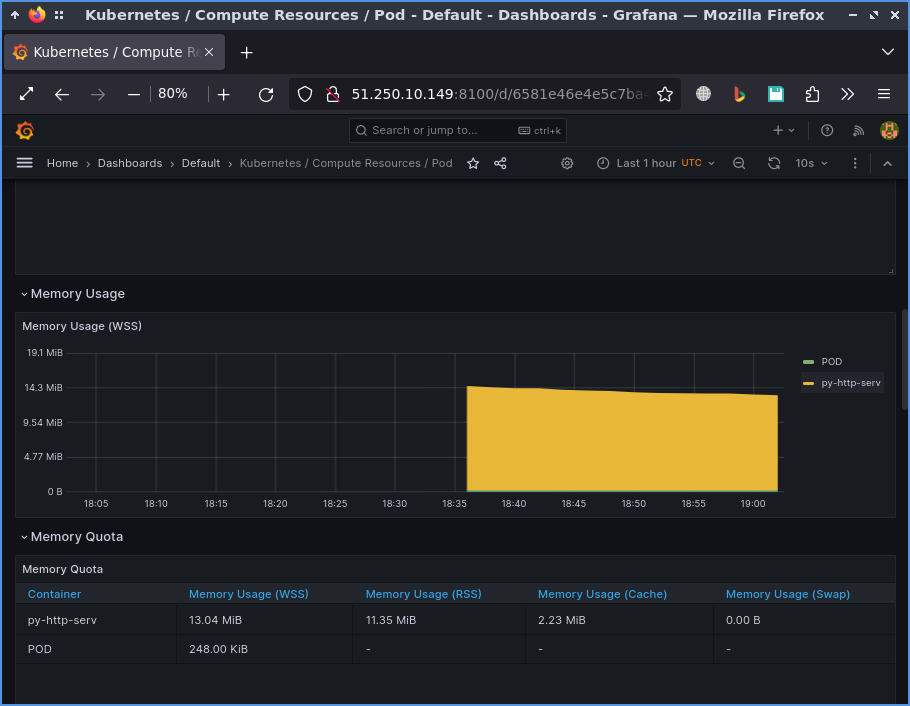 Kubernetes / Compute Resources / Pod - Default - Dashboards - Grafana — Mozilla Firefox
Kubernetes / Compute Re
80%
51.250.10.149:8100/d/6581e46e4e5c7ba
Search or jump to... ctrl+k
Home › Dashboards › Default › Kubernetes / Compute Resources / Pod
Last 1 hour UTC
10s
Memory Usage
Memory Usage (WSS)
19.1 MiB
14.3 MiB
9.54 MiB
4.77 MiB
0 B
18:05 18:10 18:15 18:20 18:25 18:30 18:35 18:40 18:45 18:50 18:55 19:00
POD
py-http-serv
Memory Quota
Memory Quota
Container Memory Usage (WSS) Memory Usage (RSS) Memory Usage (Cache) Memory Usage (Swap)
py-http-serv 13.04 MiB 11.35 MiB 2.23 MiB 0.00 B
POD 248.00 KiB - - -